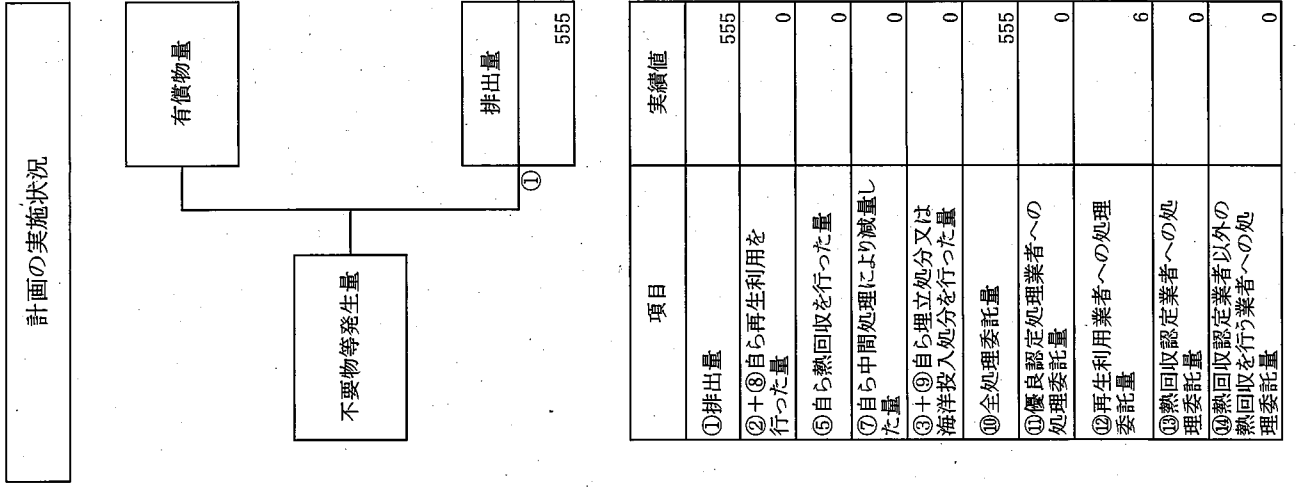 計画の実施状況
有償物量
不要物等発生量
①
排出量
555
項目
実績値
①排出量
555
②+⑧自ら再生利用を
行った量
0
⑤自ら熱回収を行った量
0
⑦自ら中間処理により減量し
た量
0
③+⑨自ら埋立処分又は
海洋投入処分を行った量
0
⑩全処理委託量
555
⑪優良認定処理業者への
処理委託量
0
⑫再生利用業者への処理
委託量
6
⑬熱回収認定業者への処
理委託量
0
⑭熱回収認定業者以外の
熱回収を行う業者への処
理委託量
0